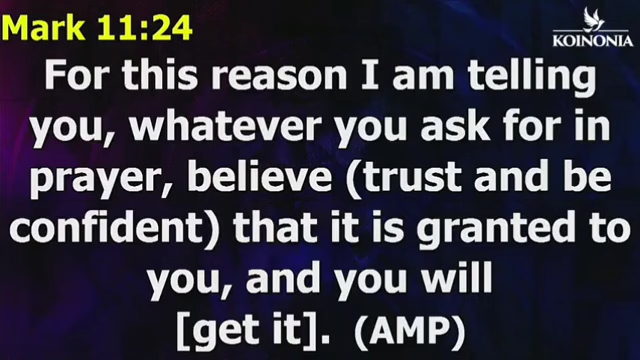 Mark 11:24
KOINONIA
For this reason I am telling
you, whatever you ask for in
prayer, believe (trust and be
confident) that it is granted to
you, and you will
[get it]. (AMP)